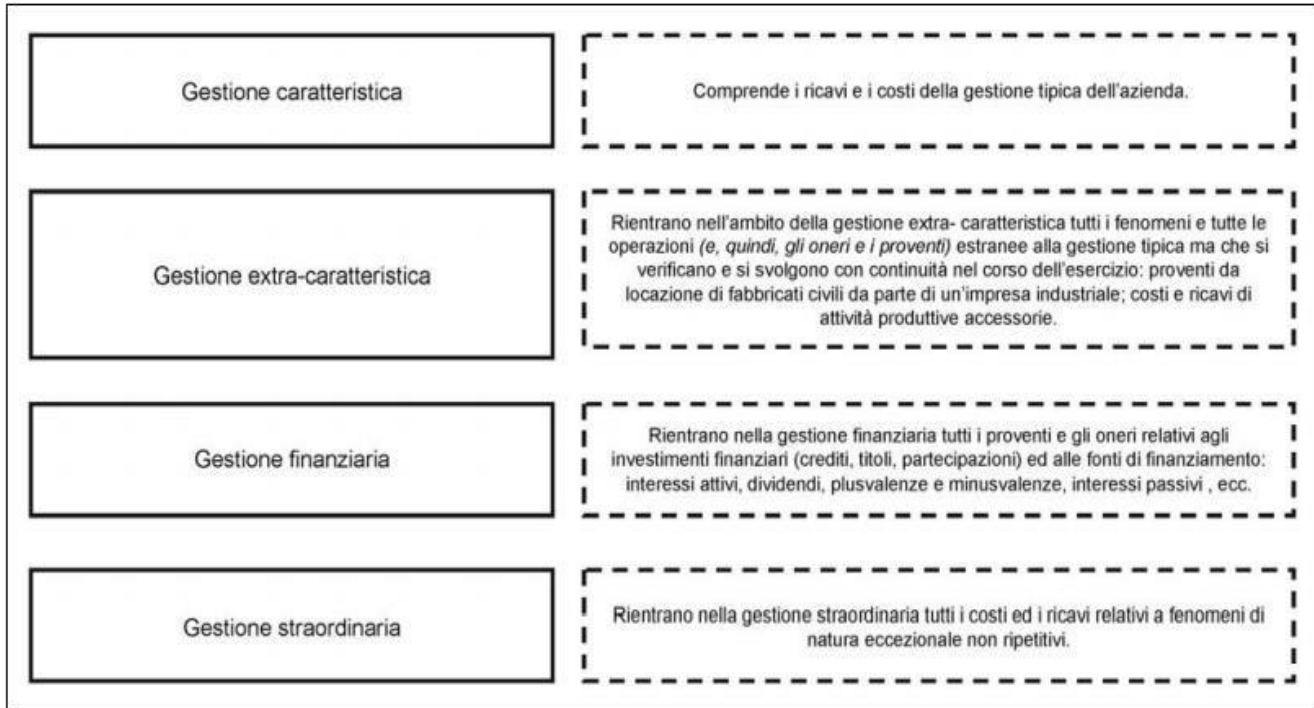 Gestione caratteristica
Comprende i ricavi e i costi della gestione tipica dell'azienda.
Gestione extra-caratteristica
Rientrano nell'ambito della gestione extra- caratteristica tutti i fenomeni e tutte le
operazioni (e, quindi, gli oneri e i proventi) estranee alla gestione tipica ma che si
verificano e si svolgono con continuità nel corso dell'esercizio: proventi da
locazione di fabbricati civili da parte di un'impresa industriale; costi e ricavi di
attività produttive accessorie.
Gestione finanziaria
Rientrano nella gestione finanziaria tutti i proventi e gli oneri relativi agli
investimenti finanziari (crediti, titoli, partecipazioni) ed alle fonti di finanziamento:
interessi attivi, dividendi, plusvalenze e minusvalenze, interessi passivi , ecc.
Gestione straordinaria
Rientrano nella gestione straordinaria tutti i costi ed i ricavi relativi a fenomeni di
natura eccezionale non ripetitivi.